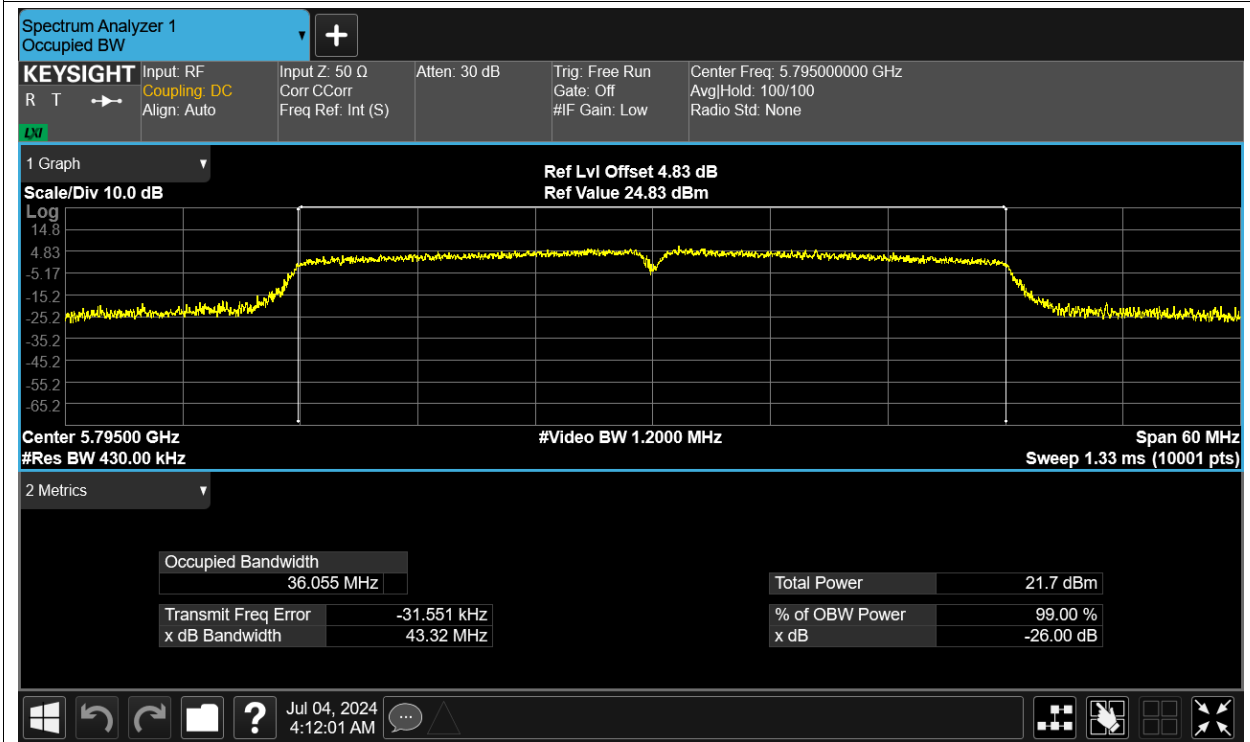 Spectrum Analyzer 1
Occupied BW
KEYSIGHT
R T
LXI
Input: RF
Coupling: DC
Align: Auto
Input Z: 50 Ω
Corr CCorr
Freq Ref: Int (S)
Atten: 30 dB
Trig: Free Run
Gate: Off
#IF Gain: Low
Center Freq: 5.795000000 GHz
Avg|Hold: 100/100
Radio Std: None
1 Graph
Scale/Div 10.0 dB
Ref Lvl Offset 4.83 dB
Ref Value 24.83 dBm
Log
14.8
4.83
-5.17
-15.2
-25.2
-35.2
-45.2
-55.2
-65.2
Center 5.79500 GHz
#Video BW 1.2000 MHz
Span 60 MHz
#Res BW 430.00 kHz
Sweep 1.33 ms (10001 pts)
2 Metrics
Occupied Bandwidth
36.055 MHz
Transmit Freq Error -31.551 kHz
x dB Bandwidth 43.32 MHz
Total Power 21.7 dBm
% of OBW Power 99.00 %
x dB -26.00 dB
?
Jul 04, 2024
4:12:01 AM